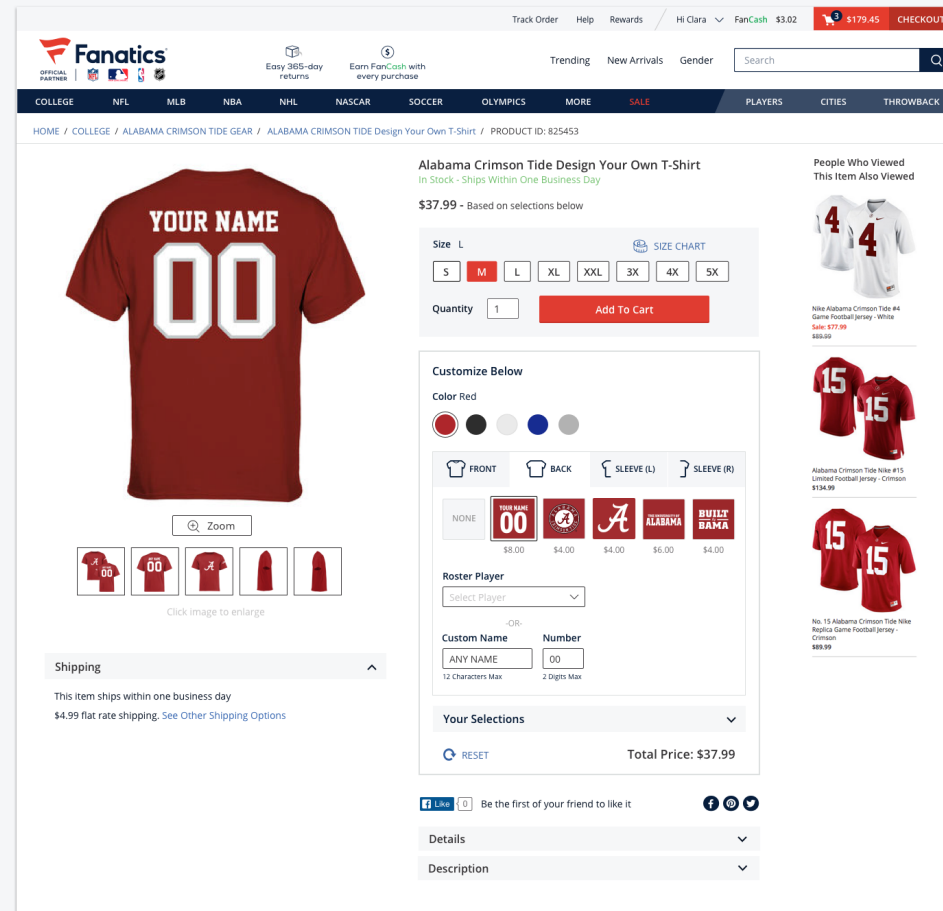 Track Order Help Rewards Hi Clara FanCash $3.02 3 $179.45 CHECKOUT
Fanatics
OFFICIAL PARTNER
Easy 365-day returns
Earn FanCash with every purchase
Trending New Arrivals Gender Search
COLLEGE NFL MLB NBA NHL NASCAR SOCCER OLYMPICS MORE SALE PLAYERS CITIES THROWBACK
HOME / COLLEGE / ALABAMA CRIMSON TIDE GEAR / ALABAMA CRIMSON TIDE Design Your Own T-Shirt / PRODUCT ID: 825453
YOUR NAME
00
Zoom
Click image to enlarge
Shipping
This item ships within one business day
$4.99 flat rate shipping. See Other Shipping Options
Alabama Crimson Tide Design Your Own T-Shirt
In Stock - Ships Within One Business Day
$37.99 - Based on selections below
Size L SIZE CHART
S M L XL XXL 3X 4X 5X
Quantity 1 Add To Cart
Customize Below
Color Red
FRONT BACK SLEEVE (L) SLEEVE (R)
NONE
YOUR NAME
00
A
A
THE UNIVERSITY OF
ALABAMA
BUILT
BAMA
$8.00 $4.00 $4.00 $6.00 $4.00
Roster Player
Select Player
-OR-
Custom Name Number
ANY NAME 00
12 Characters Max 2 Digits Max
Your Selections
RESET Total Price: $37.99
Like 0 Be the first of your friend to like it
Details
Description
People Who Viewed
This Item Also Viewed
4
4
Nike Alabama Crimson Tide #4
Game Football Jersey - White
Sale: $77.99
$89.99
15
15
Alabama Crimson Tide Nike #15
Limited Football Jersey - Crimson
$134.99
15
15
No. 15 Alabama Crimson Tide Nike
Replica Game Football Jersey -
Crimson
$89.99